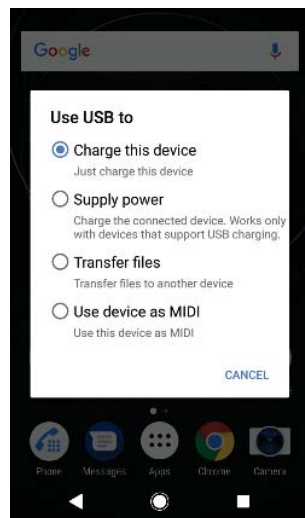 Google
Use USB to
Charge this device
Just charge this device
Supply power
Charge the connected device. Works only
with devices that support USB charging.
Transfer files
Transfer files to another device
Use device as MIDI
Use this device as MIDI
CANCEL
Phone Messages Apps Chrome Camera